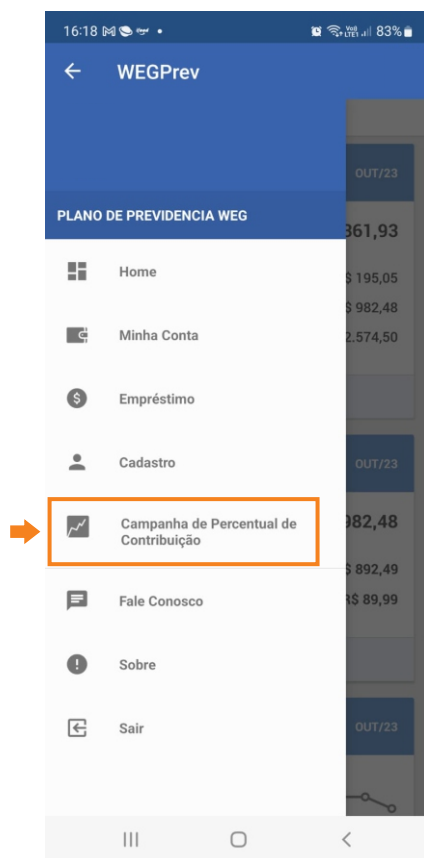 16:18 83%
WEGPrev
OUT/23
PLANO DE PREVIDENCIA WEG
361,93
Home
$ 195,05
$ 982,48
Minha Conta
2.574,50
Empréstimo
Cadastro
OUT/23
Campanha de Percentual de
Contribuição
982,48
$ 892,49
Fale Conosco
R$ 89,99
Sobre
Sair
OUT/23